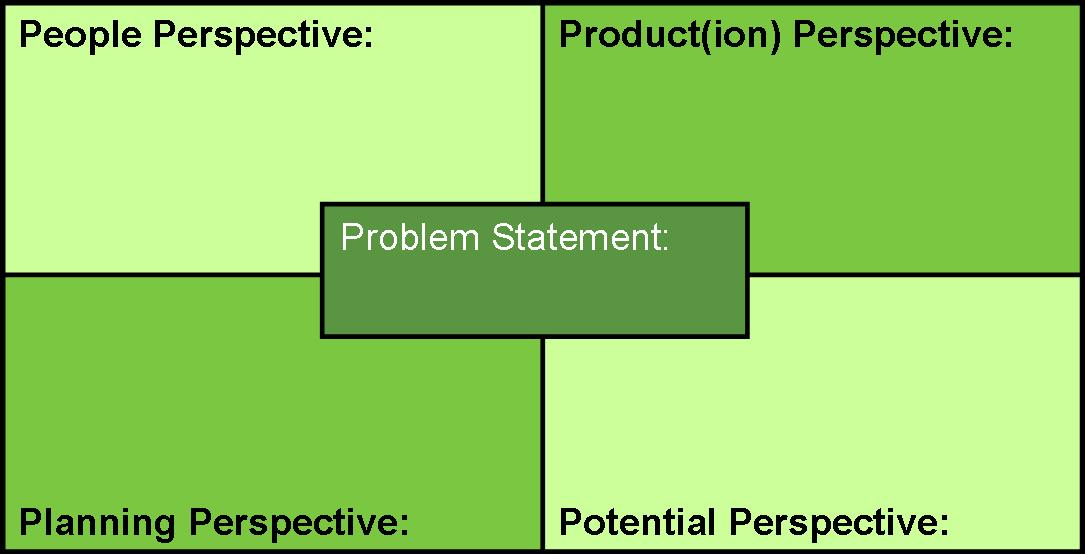 People Perspective:
Product(ion) Perspective:
Problem Statement:
Planning Perspective:
Potential Perspective: